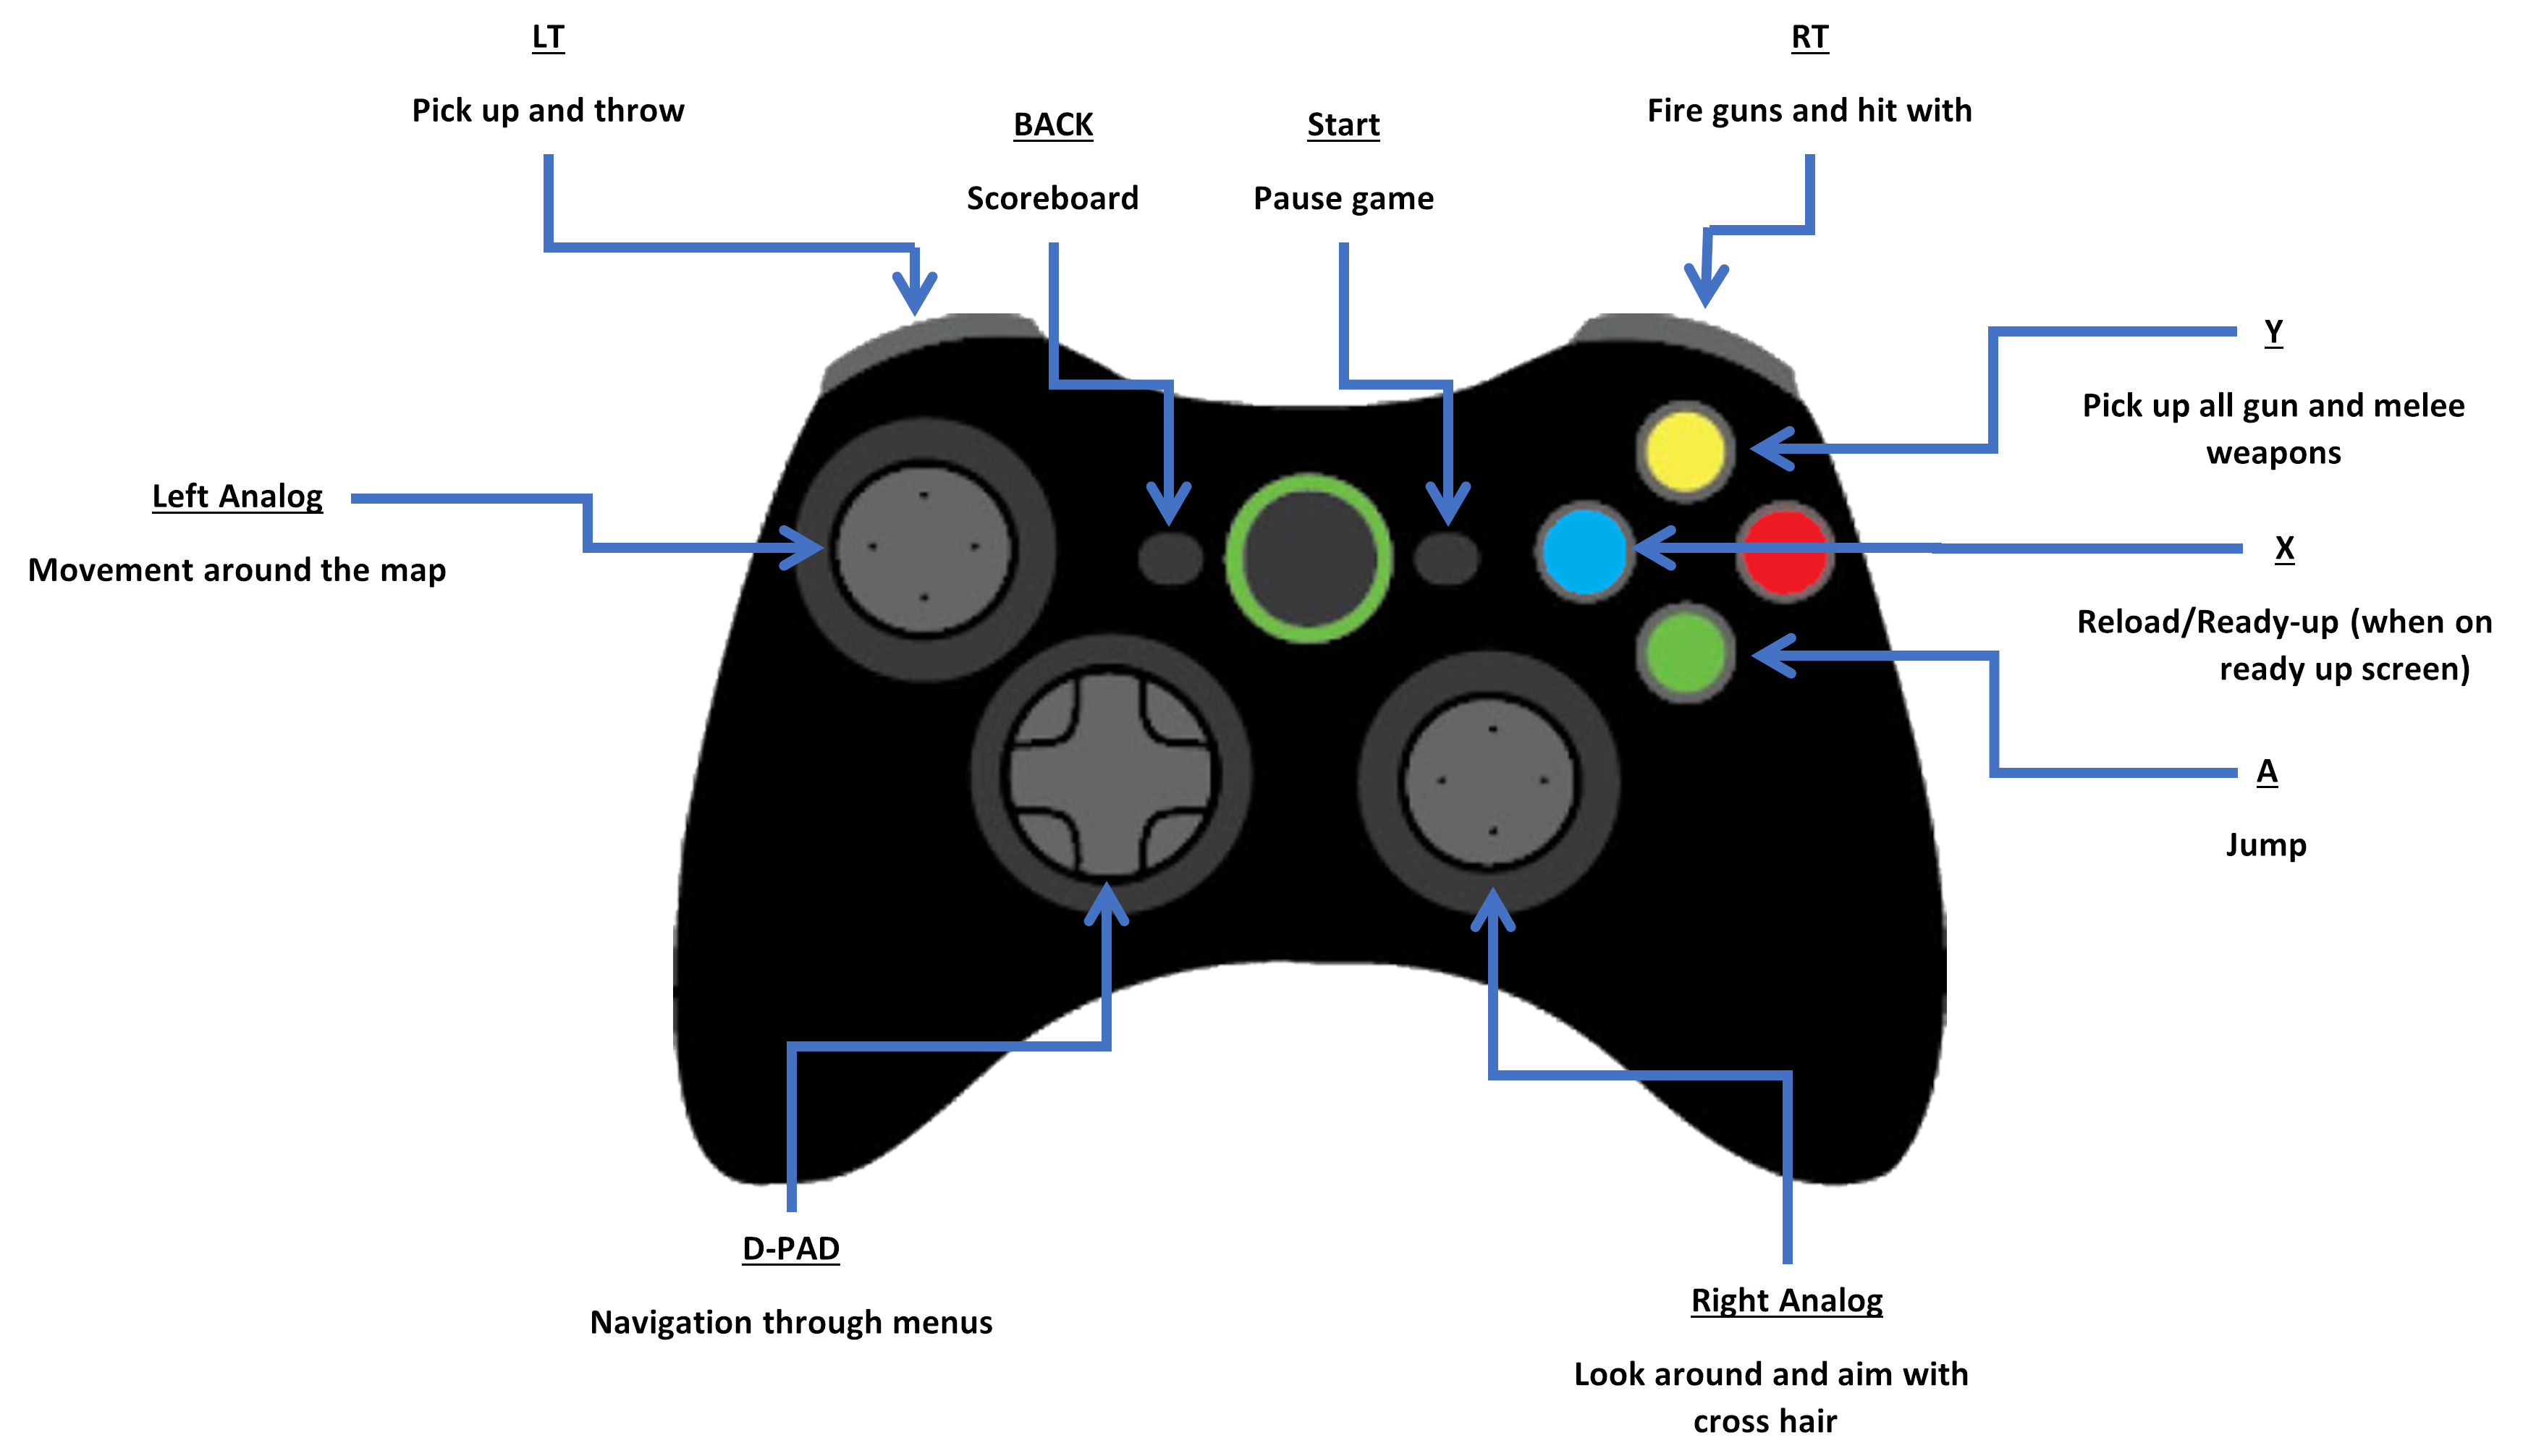 LT
Pick up and throw
RT
Fire guns and hit with
BACK
Scoreboard
Start
Pause game
Y
Pick up all gun and melee
weapons
Left Analog
Movement around the map
X
Reload/Ready-up (when on
ready up screen)
A
Jump
D-PAD
Navigation through menus
Right Analog
Look around and aim with
cross hair